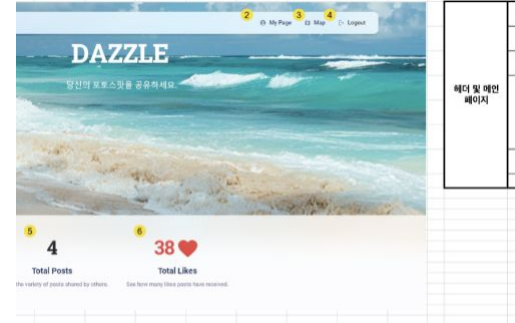 2 My Page 3 Map 4 Logout
DAZZLE
당신의 포토스팟을 공유하세요.
헤더 및 메인
페이지
5 6
4 38
Total Posts Total Likes
the variety of posts shared by others. See how many likes posts have received.